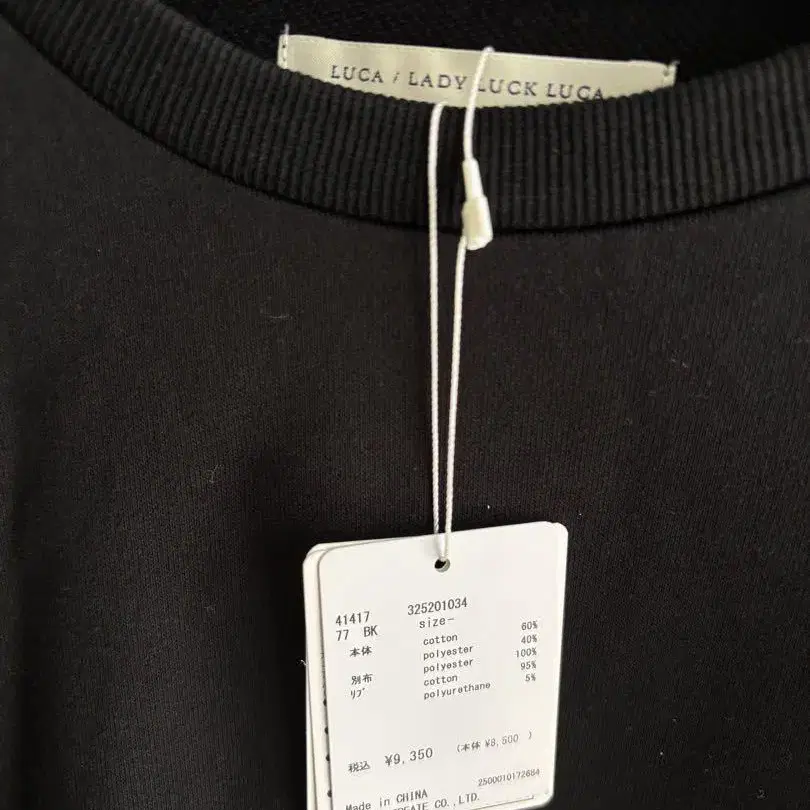 LUCA / LADY LUCK LUCA
41417 325201034
77 BK size-
本体 cotton 60%
polyester 40%
別布 polyester 100%
ﾘﾌﾞ cotton 95%
polyurethane 5%
税込 ¥9,350 (本体 ¥8,500 )
2500010172684
Made in CHINA
CO.,LTD.